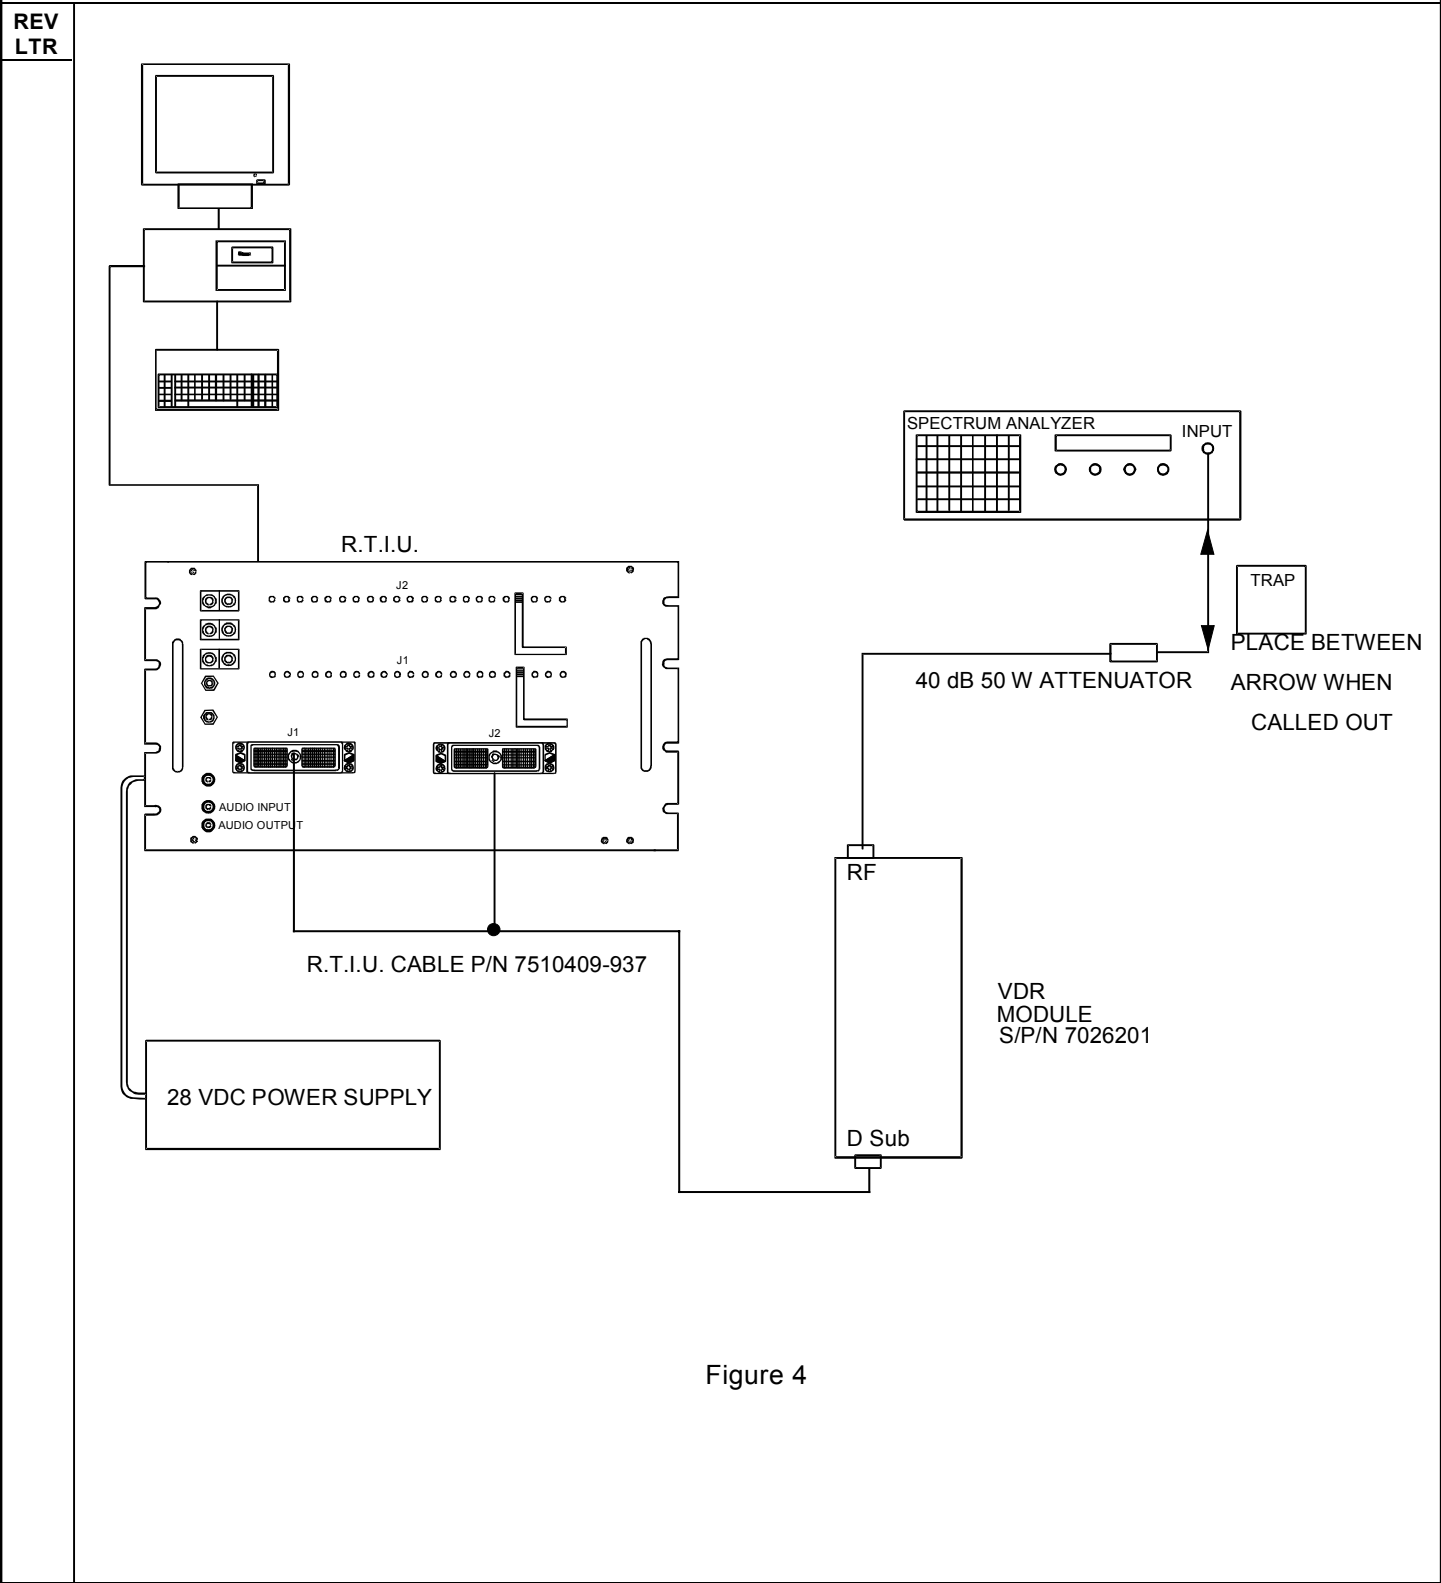 REV
LTR
SPECTRUM ANALYZER
INPUT
R.T.I.U.
J2
TRAP
PLACE BETWEEN
ARROW WHEN
CALLED OUT
J1
40 dB 50 W ATTENUATOR
J1
J2
AUDIO INPUT
AUDIO OUTPUT
RF
R.T.I.U. CABLE P/N 7510409-937
VDR
MODULE
S/P/N 7026201
28 VDC POWER SUPPLY
D Sub
Figure 4